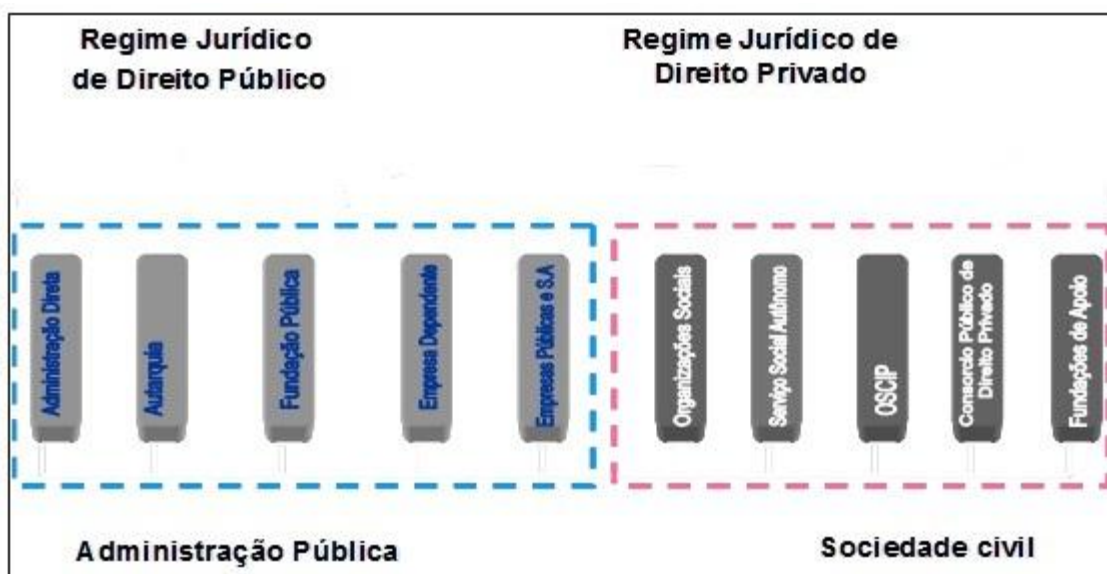 Regime Jurídico
de Direito Público
Regime Jurídico de
Direito Privado
Administração Direta
Autarquia
Fundação Pública
Empresa Dependente
Empresas Públicas e S.A
Organizações Sociais
Serviço Social Autônomo
OSCIP
Consorcio Público de
Direito Privado
Fundações de Apoio
Administração Pública
Sociedade civil